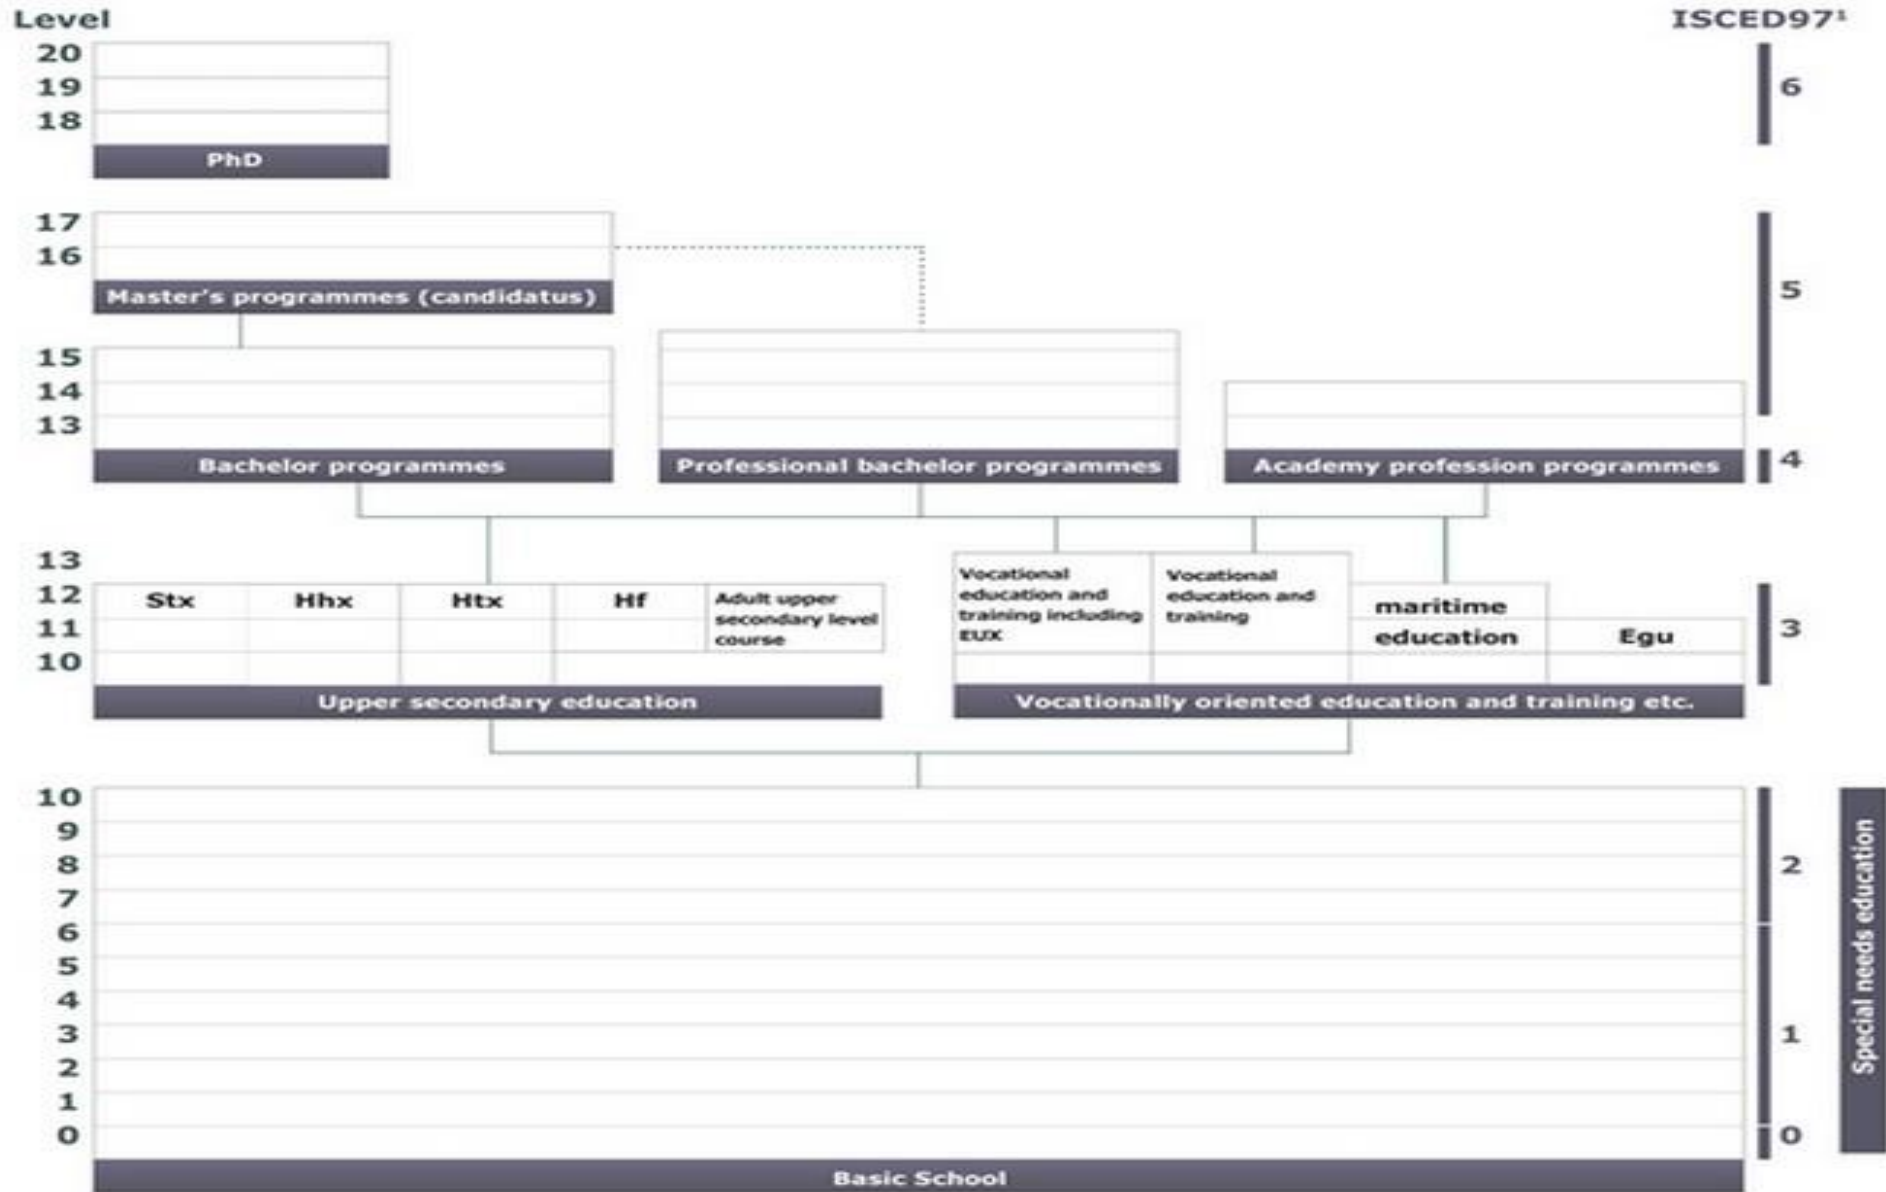 Level
ISCED97¹
20
19
18
6
PhD
17
16
5
Master's programmes (candidatus)
15
14
13
Bachelor programmes
Professional bachelor programmes
Academy profession programmes
4
13
12
11
10
Stx
Hhx
Htx
Hf
Adult upper
secondary level
course
Vocational
education and
training including
EUX
Vocational
education and
training
maritime
education
Egu
3
Upper secondary education
Vocationally oriented education and training etc.
10
9
8
7
6
5
4
3
2
1
0
2
1
0
Special needs education
Basic School